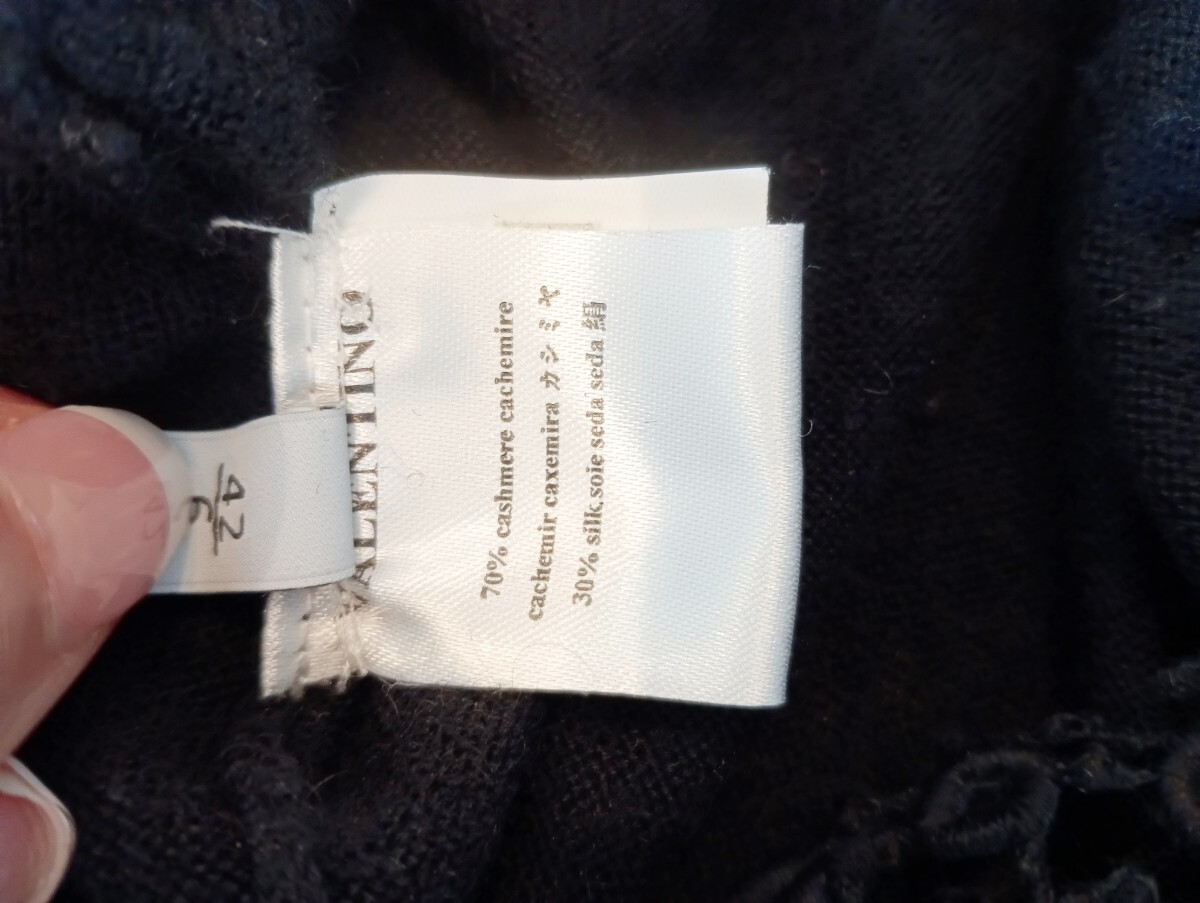 VALENTINO
70% cashmere cachemire
cachemir caxemira カシミヤ
30% silk,soie seda seda 絹
42
6